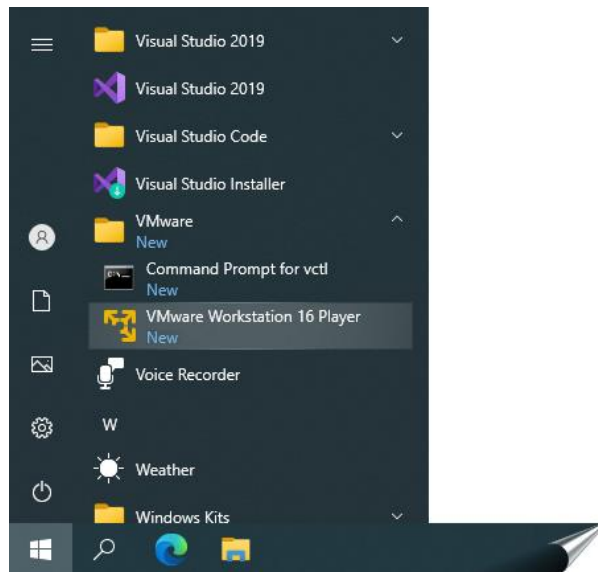 Visual Studio 2019
Visual Studio 2019
Visual Studio Code
Visual Studio Installer
VMware
New
Command Prompt for vctl
New
VMware Workstation 16 Player
New
Voice Recorder
W
Weather
Windows Kits